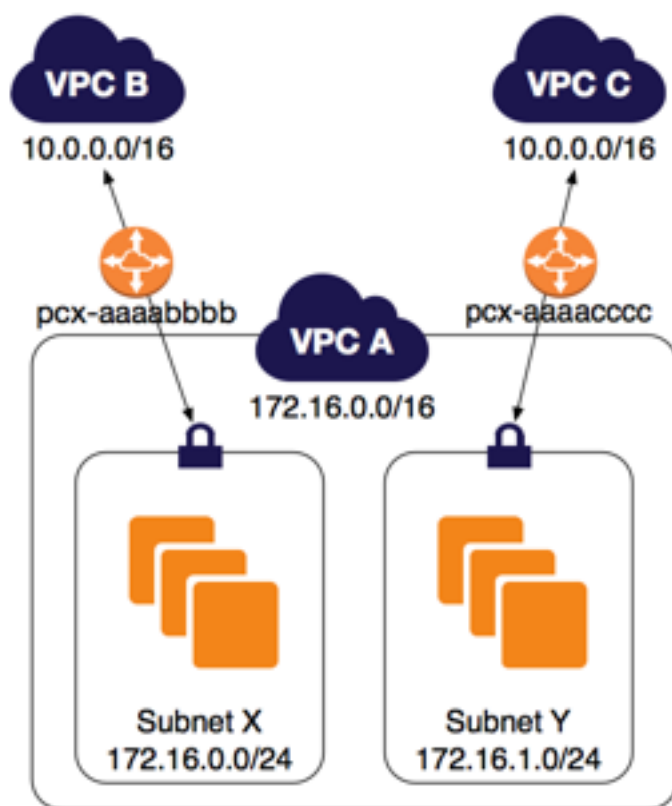 VPC B
10.0.0.0/16
VPC C
10.0.0.0/16
pcx-aaaabbbb
pcx-aaaacccc
VPC A
172.16.0.0/16
Subnet X
172.16.0.0/24
Subnet Y
172.16.1.0/24